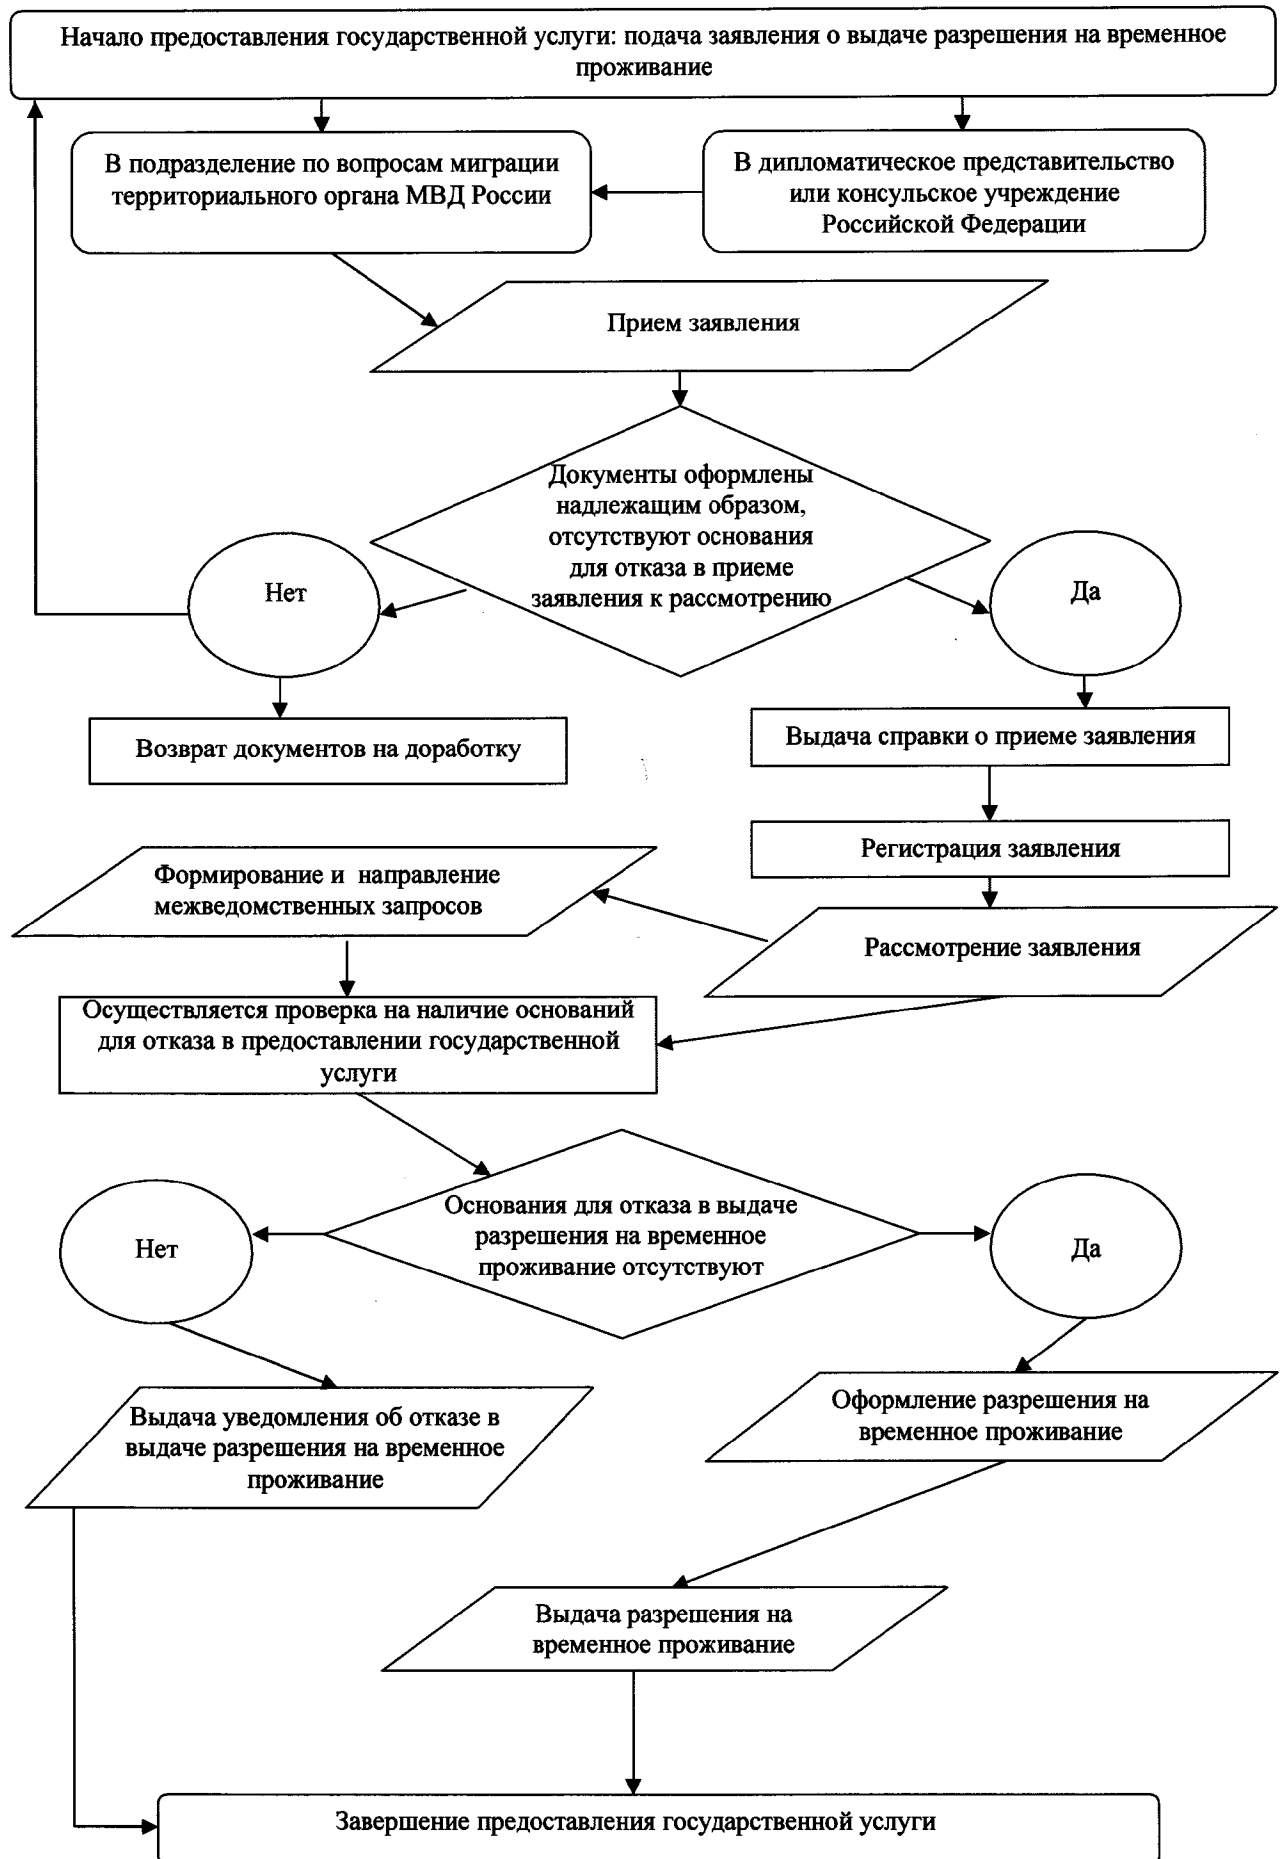 Начало предоставления государственной услуги: подача заявления о выдаче разрешения на временное
проживание
В подразделение по вопросам миграции
территориального органа МВД России
В дипломатическое представительство
или консульское учреждение
Российской Федерации
Прием заявления
Документы оформлены
надлежащим образом,
отсутствуют основания
для отказа в приеме
заявления к рассмотрению
Нет
Да
Возврат документов на доработку
Выдача справки о приеме заявления
Регистрация заявления
Формирование и направление
межведомственных запросов
Рассмотрение заявления
Осуществляется проверка на наличие оснований
для отказа в предоставлении государственной
услуги
Основания для отказа в выдаче
разрешения на временное
проживание отсутствуют
Нет
Да
Выдача уведомления об отказе в
выдаче разрешения на временное
проживание
Оформление разрешения на
временное проживание
Выдача разрешения на
временное проживание
Завершение предоставления государственной услуги